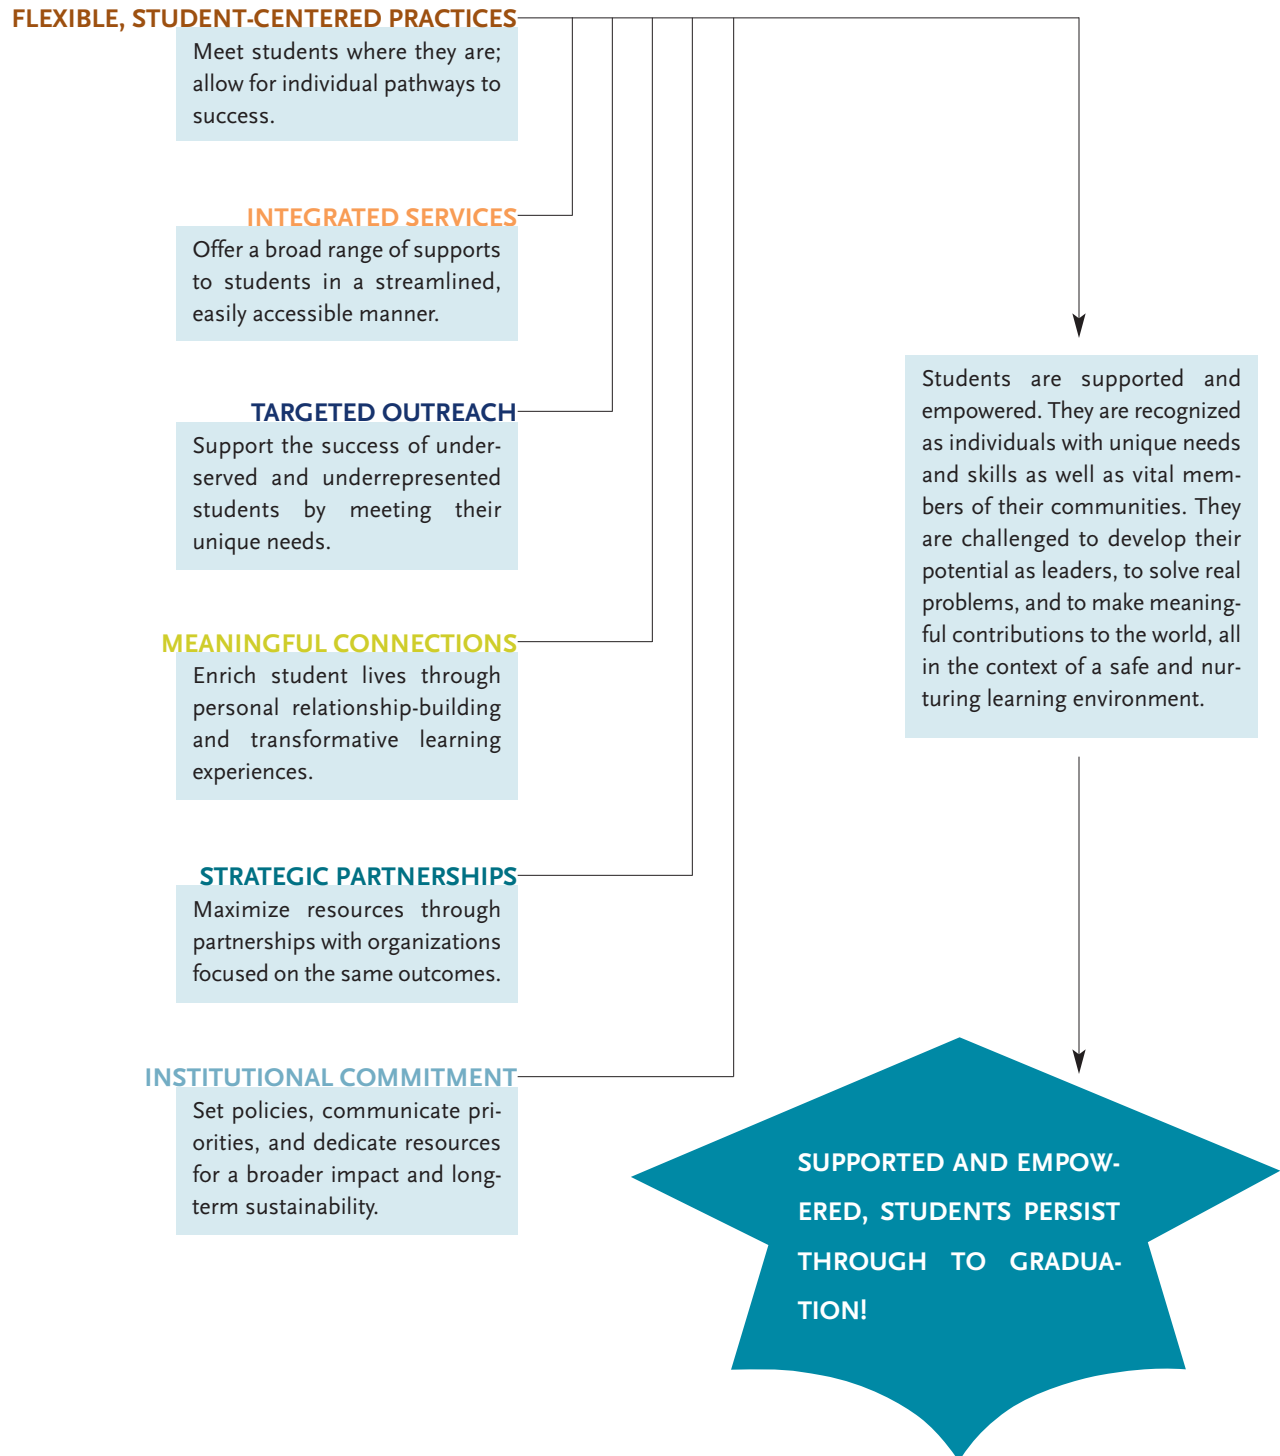 FLEXIBLE, STUDENT-CENTERED PRACTICES
Meet students where they are;
allow for individual pathways to
success.
INTEGRATED SERVICES
Offer a broad range of supports
to students in a streamlined,
easily accessible manner.
TARGETED OUTREACH
Support the success of under-
served and underrepresented
students by meeting their
unique needs.
MEANINGFUL CONNECTIONS
Enrich student lives through
personal relationship-building
and transformative learning
experiences.
STRATEGIC PARTNERSHIPS
Maximize resources through
partnerships with organizations
focused on the same outcomes.
INSTITUTIONAL COMMITMENT
Set policies, communicate pri-
orities, and dedicate resources
for a broader impact and long-
term sustainability.
Students are supported and
empowered. They are recognized
as individuals with unique needs
and skills as well as vital mem-
bers of their communities. They
are challenged to develop their
potential as leaders, to solve real
problems, and to make meaning-
ful contributions to the world, all
in the context of a safe and nur-
turing learning environment.
SUPPORTED AND EMPOW-
ERED, STUDENTS PERSIST
THROUGH TO GRADUA-
TION!